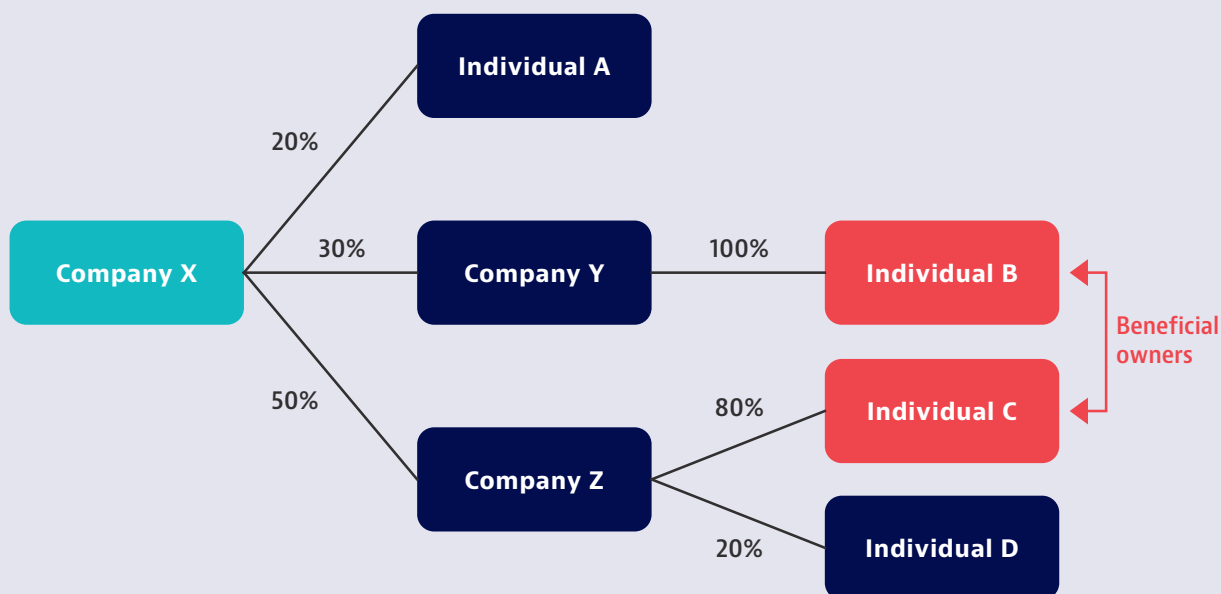 Individual A
20%
Company X
30%
Company Y
100%
Individual B
Beneficial
owners
50%
Company Z
80%
Individual C
20%
Individual D